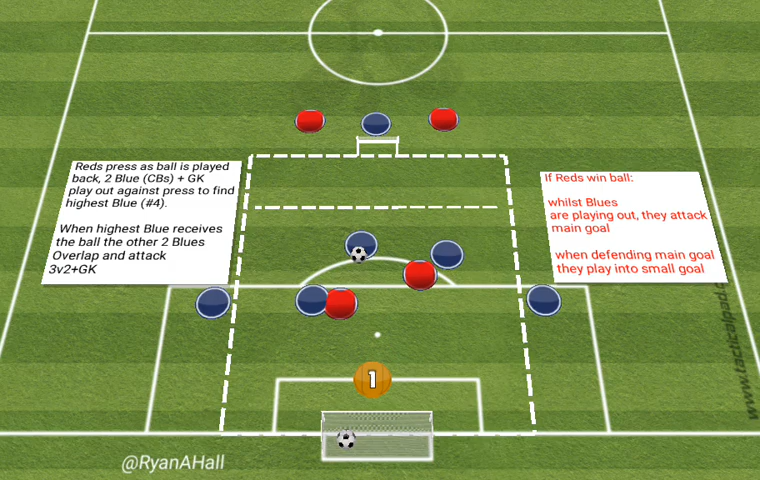 Reds press as ball is played
back, 2 Blue (CBs) + GK
play out against press to find
highest Blue (#4).
When highest Blue receives
the ball the other 2 Blues
Overlap and attack
3v2+GK
If Reds win ball:
whilst Blues
are playing out, they attack
main goal
when defending main goal
they play into small goal
1
www.tacticalpad.c
@RyanAHall